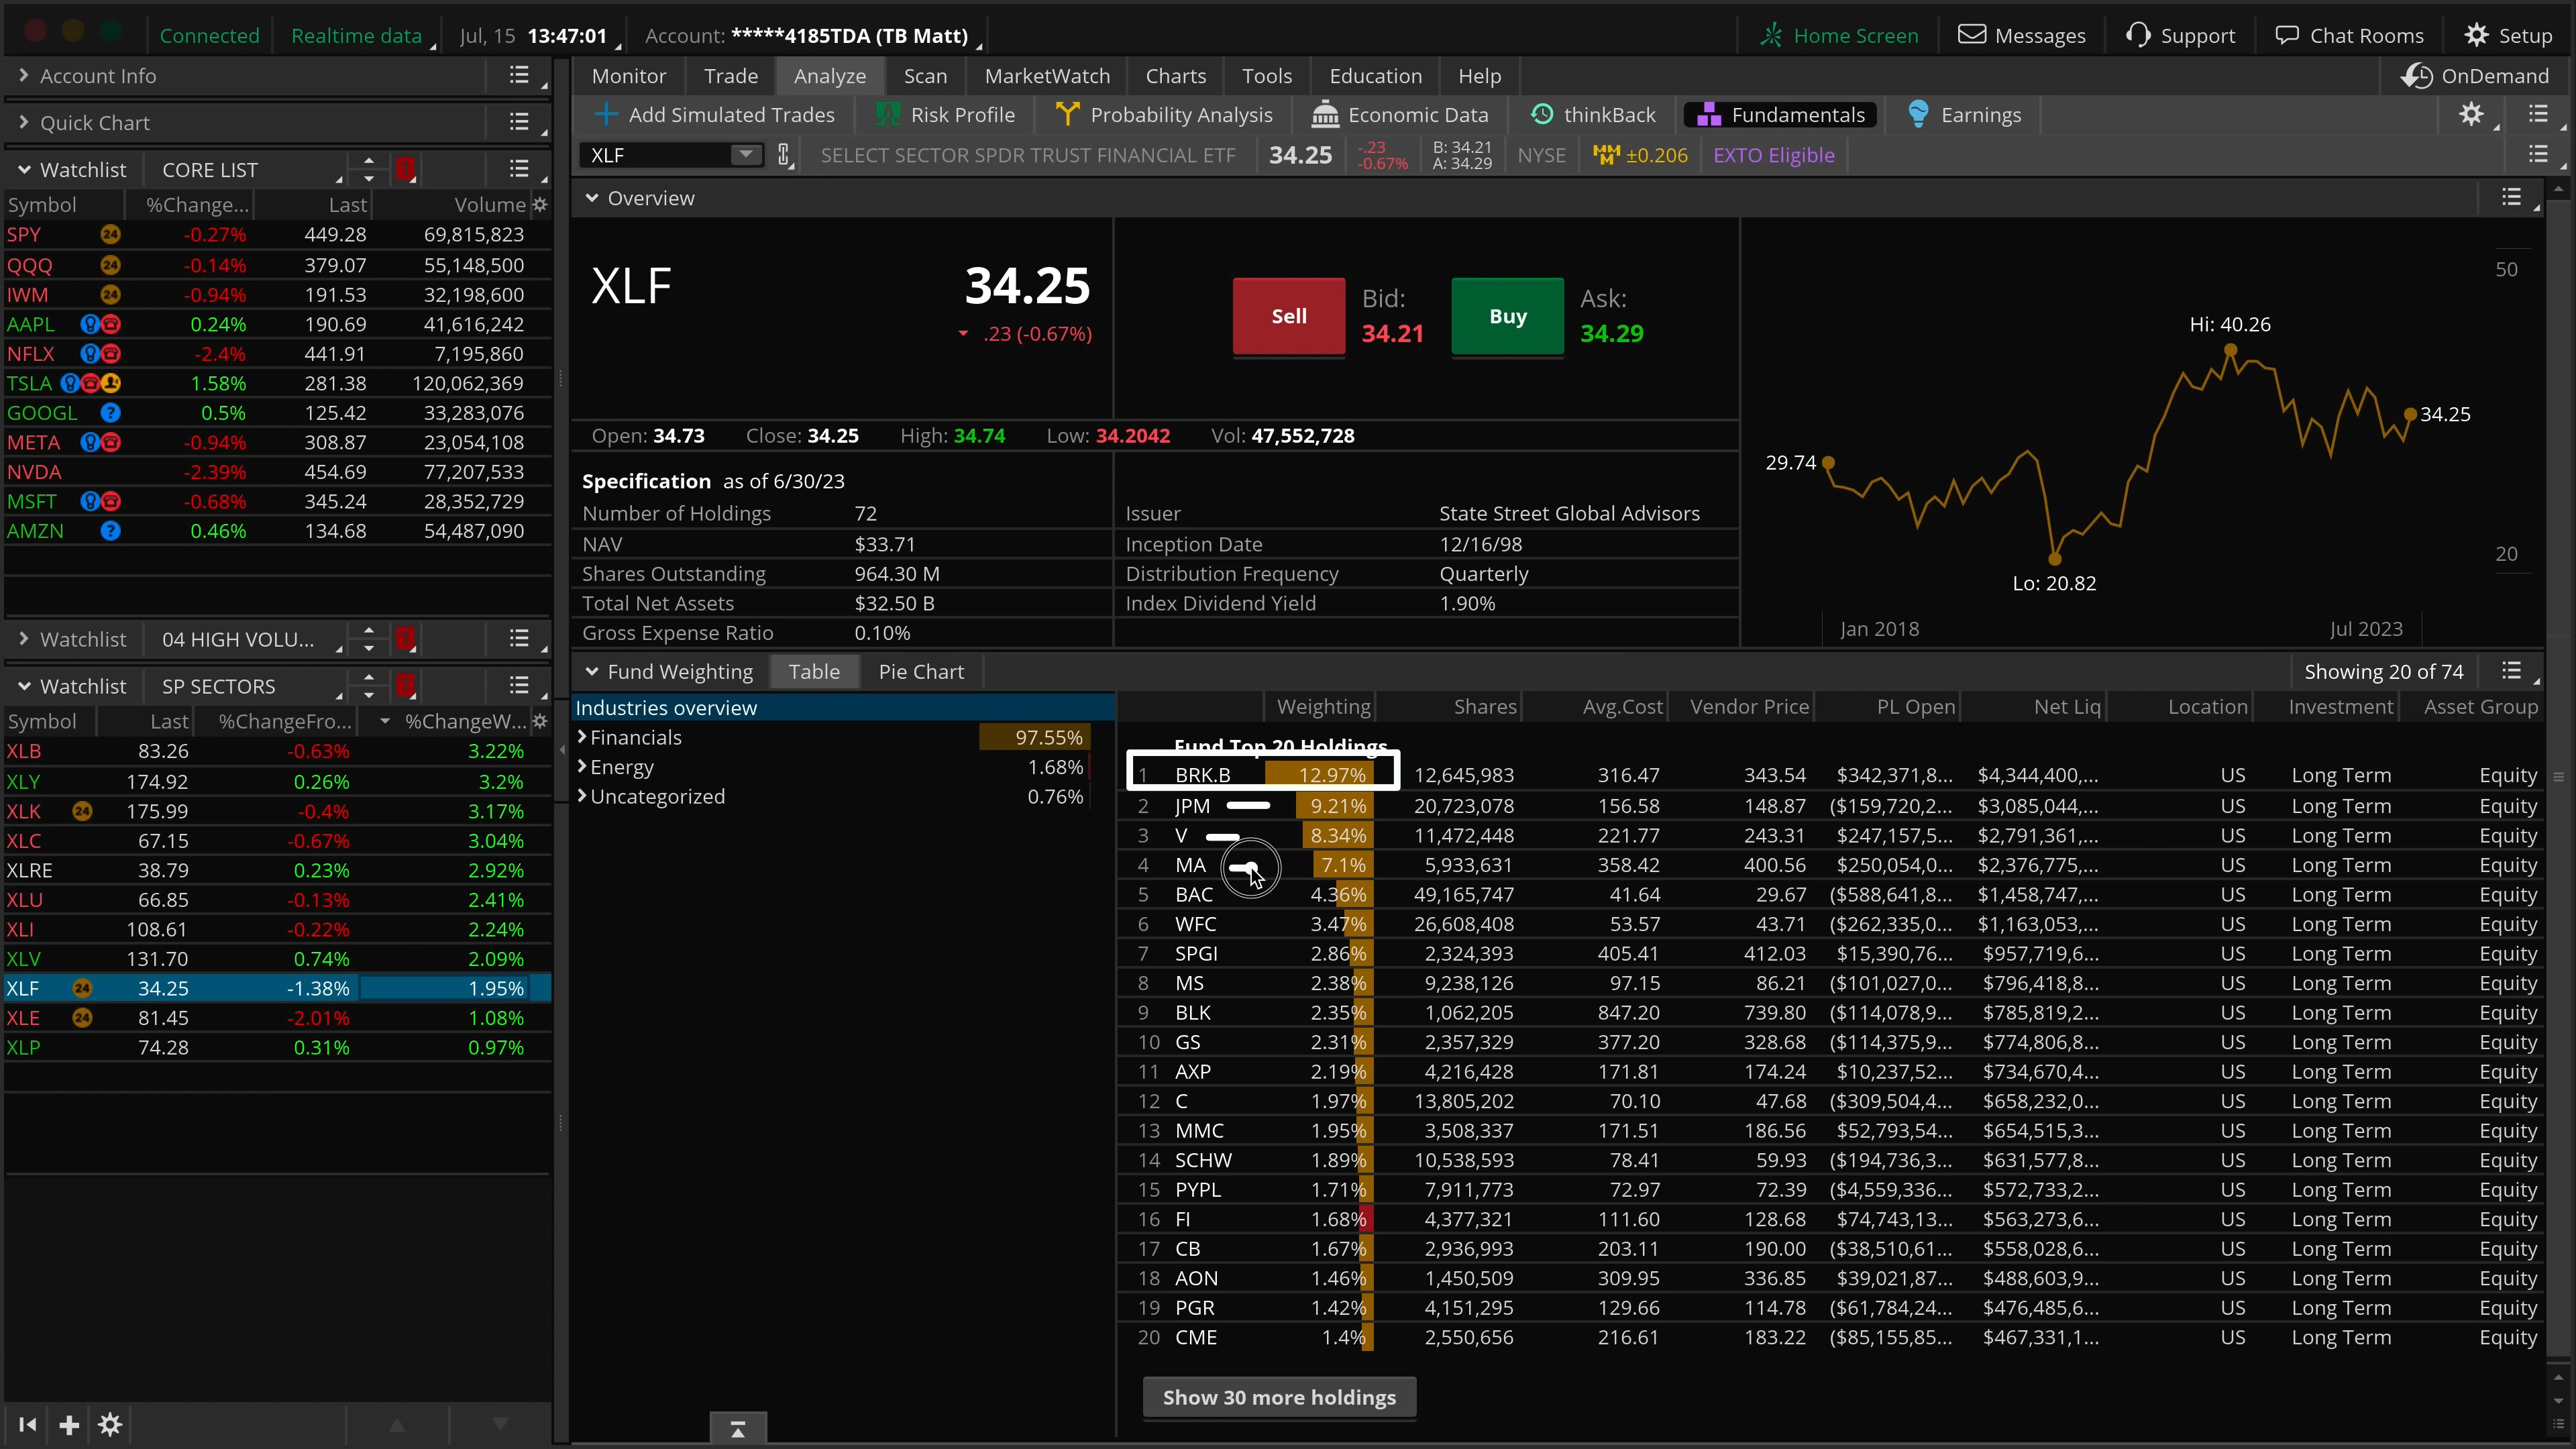 Connected Realtime data Jul, 15 13:47:01 Account: *****4185TDA (TB Matt) Home Screen Messages Support Chat Rooms Setup
Account Info
Quick Chart
Watchlist CORE LIST
Symbol %Change... Last Volume
SPY 24 -0.27% 449.28 69,815,823
QQQ 24 -0.14% 379.07 55,148,500
IWM 24 -0.94% 191.53 32,198,600
AAPL 0.24% 190.69 41,616,242
NFLX -2.4% 441.91 7,195,860
TSLA 1.58% 281.38 120,062,369
GOOGL ? 0.5% 125.42 33,283,076
META -0.94% 308.87 23,054,108
NVDA -2.39% 454.69 77,207,533
MSFT -0.68% 345.24 28,352,729
AMZN ? 0.46% 134.68 54,487,090
Watchlist 04 HIGH VOLU...
Watchlist SP SECTORS
Symbol Last %ChangeFro... %ChangeW...
XLB 83.26 -0.63% 3.22%
XLY 174.92 0.26% 3.2%
XLK 24 175.99 -0.4% 3.17%
XLC 67.15 -0.67% 3.04%
XLRE 38.79 0.23% 2.92%
XLU 66.85 -0.13% 2.41%
XLI 108.61 -0.22% 2.24%
XLV 131.70 0.74% 2.09%
XLF 24 34.25 -1.38% 1.95%
XLE 24 81.45 -2.01% 1.08%
XLP 74.28 0.31% 0.97%
Monitor Trade Analyze Scan MarketWatch Charts Tools Education Help OnDemand
Add Simulated Trades Risk Profile Probability Analysis Economic Data thinkBack Fundamentals Earnings
XLF SELECT SECTOR SPDR TRUST FINANCIAL ETF 34.25 -.23 -0.67% B: 34.21 A: 34.29 NYSE MMM ±0.206 EXTO Eligible
Overview
XLF 34.25
.23 (-0.67%)
Sell Bid: 34.21 Buy Ask: 34.29
Open: 34.73 Close: 34.25 High: 34.74 Low: 34.2042 Vol: 47,552,728
Specification as of 6/30/23
Number of Holdings 72 Issuer State Street Global Advisors
NAV $33.71 Inception Date 12/16/98
Shares Outstanding 964.30 M Distribution Frequency Quarterly
Total Net Assets $32.50 B Index Dividend Yield 1.90%
Gross Expense Ratio 0.10%
50
Hi: 40.26
34.25
29.74
20
Lo: 20.82
Jan 2018 Jul 2023
Fund Weighting Table Pie Chart Showing 20 of 74
Industries overview
Financials 97.55%
Energy 1.68%
Uncategorized 0.76%
Weighting Shares Avg.Cost Vendor Price PL Open Net Liq Location Investment Asset Group
Fund Top 20 Holdings
1 BRK.B 12.97% 12,645,983 316.47 343.54 $342,371,8... $4,344,400,... US Long Term Equity
2 JPM 9.21% 20,723,078 156.58 148.87 ($159,720,2... $3,085,044,... US Long Term Equity
3 V 8.34% 11,472,448 221.77 243.31 $247,157,5... $2,791,361,... US Long Term Equity
4 MA 7.1% 5,933,631 358.42 400.56 $250,054,0... $2,376,775,... US Long Term Equity
5 BAC 4.36% 49,165,747 41.64 29.67 ($588,641,8... $1,458,747,... US Long Term Equity
6 WFC 3.47% 26,608,408 53.57 43.71 ($262,335,0... $1,163,053,... US Long Term Equity
7 SPGI 2.86% 2,324,393 405.41 412.03 $15,390,76... $957,719,6... US Long Term Equity
8 MS 2.38% 9,238,126 97.15 86.21 ($101,027,0... $796,418,8... US Long Term Equity
9 BLK 2.35% 1,062,205 847.20 739.80 ($114,078,9... $785,819,2... US Long Term Equity
10 GS 2.31% 2,357,329 377.20 328.68 ($114,375,9... $774,806,8... US Long Term Equity
11 AXP 2.19% 4,216,428 171.81 174.24 $10,237,52... $734,670,4... US Long Term Equity
12 C 1.97% 13,805,202 70.10 47.68 ($309,504,4... $658,232,0... US Long Term Equity
13 MMC 1.95% 3,508,337 171.51 186.56 $52,793,54... $654,515,3... US Long Term Equity
14 SCHW 1.89% 10,538,593 78.41 59.93 ($194,736,3... $631,577,8... US Long Term Equity
15 PYPL 1.71% 7,911,773 72.97 72.39 ($4,559,336... $572,733,2... US Long Term Equity
16 FI 1.68% 4,377,321 111.60 128.68 $74,743,13... $563,273,6... US Long Term Equity
17 CB 1.67% 2,936,993 203.11 190.00 ($38,510,61... $558,028,6... US Long Term Equity
18 AON 1.46% 1,450,509 309.95 336.85 $39,021,87... $488,603,9... US Long Term Equity
19 PGR 1.42% 4,151,295 129.66 114.78 ($61,784,24... $476,485,6... US Long Term Equity
20 CME 1.4% 2,550,656 216.61 183.22 ($85,155,85... $467,331,1... US Long Term Equity
Show 30 more holdings